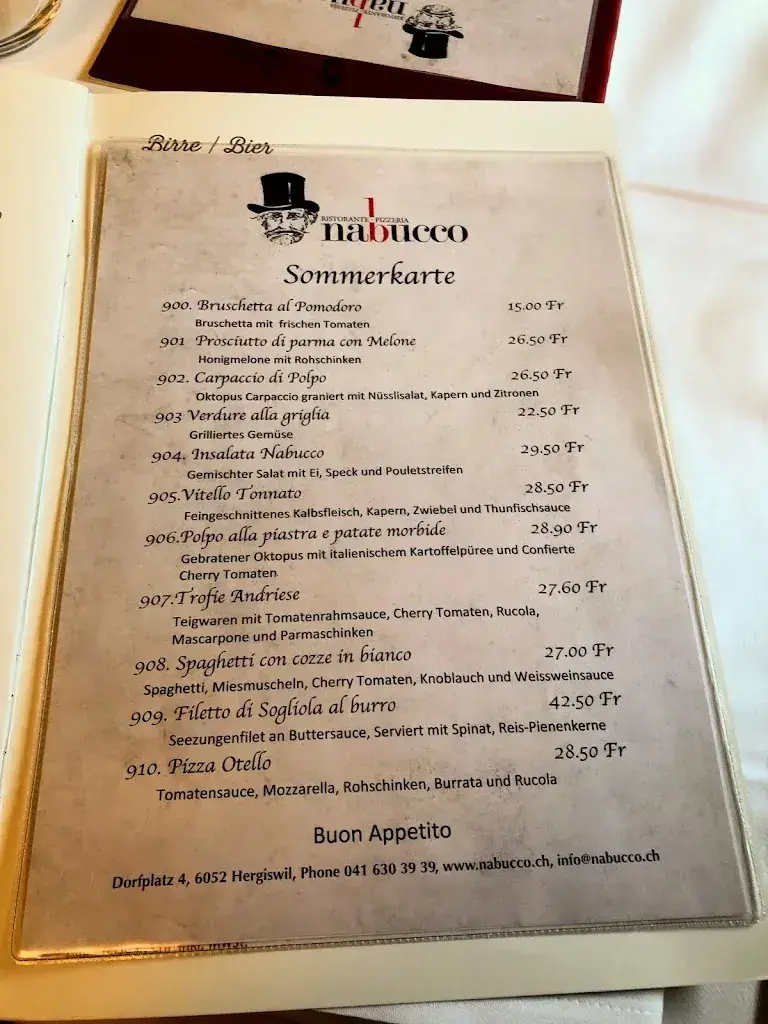 RISTORANTE PIZZERIA
nabucco
Birre / Bier
RISTORANTE PIZZERIA
nabucco
Sommerkarte
900. Bruschetta al Pomodoro 15.00 Fr
Bruschetta mit frischen Tomaten
901 Prosciutto di parma con Melone 26.50 Fr
Honigmelone mit Rohschinken
902. Carpaccio di Polpo 26.50 Fr
Oktopus Carpaccio graniert mit Nüsslisalat, Kapern und Zitronen
903 Verdure alla griglia 22.50 Fr
Grilliertes Gemüse
904. Insalata Nabucco 29.50 Fr
Gemischter Salat mit Ei, Speck und Pouletstreifen
905.Vitello Tonnato 28.50 Fr
Feingeschnittenes Kalbsfleisch, Kapern, Zwiebel und Thunfischsauce
906.Polpo alla piastra e patate morbide 28.90 Fr
Gebratener Oktopus mit italienischem Kartoffelpüree und Confierte
Cherry Tomaten
907.Trofie Andriese 27.60 Fr
Teigwaren mit Tomatenrahmsauce, Cherry Tomaten, Rucola,
Mascarpone und Parmaschinken
908. Spaghetti con cozze in bianco 27.00 Fr
Spaghetti, Miesmuscheln, Cherry Tomaten, Knoblauch und Weissweinsauce
909. Filetto di Sogliola al burro 42.50 Fr
Seezungenfilet an Buttersauce, Serviert mit Spinat, Reis-Pienenkerne
910. Pizza Otello 28.50 Fr
Tomatensauce, Mozzarella, Rohschinken, Burrata und Rucola
Buon Appetito
Dorfplatz 4, 6052 Hergiswil, Phone 041 630 39 39, www.nabucco.ch, info@nabucco.ch